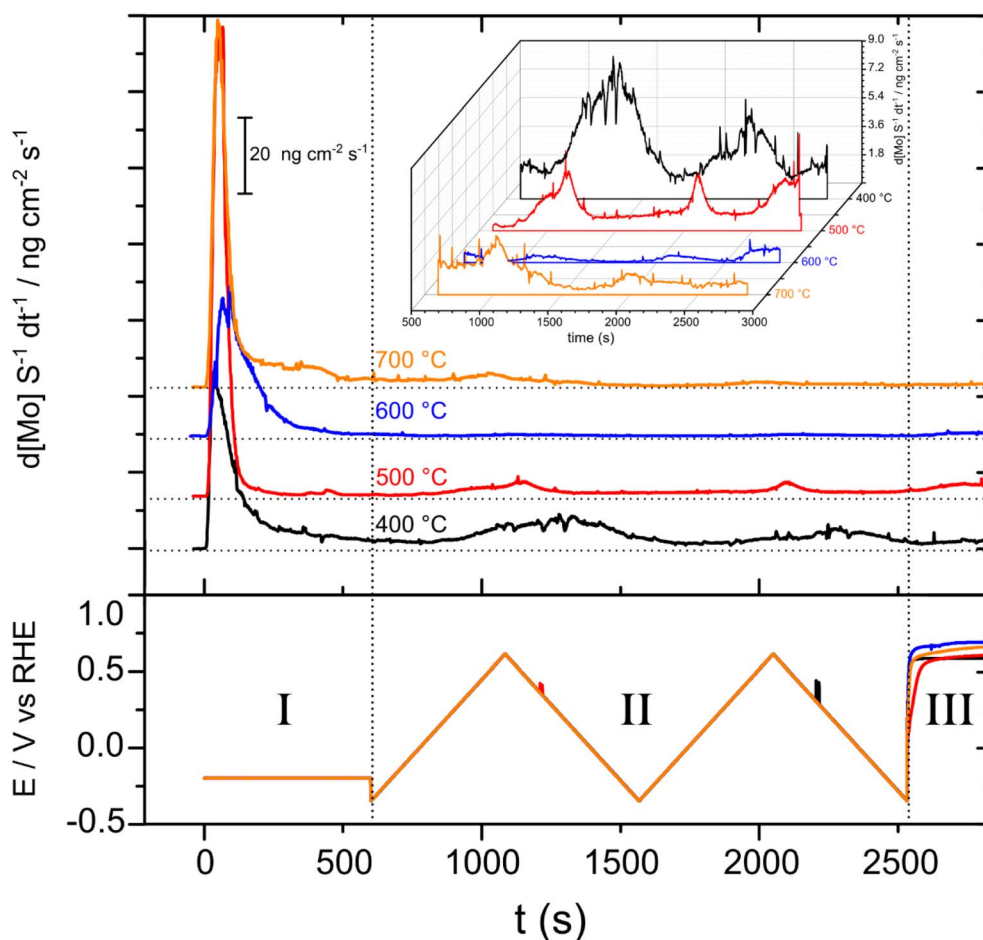 d[Mo] S⁻¹ dt⁻¹ / ng cm⁻² s⁻¹
20 ng cm⁻² s⁻¹
9.0
7.2
5.4
3.6
1.8
d[Mo] S⁻¹ dt⁻¹ / ng cm⁻² s⁻¹
400 °C
500 °C
600 °C
700 °C
500 1000 1500 2000 2500 3000
time (s)
700 °C
600 °C
500 °C
400 °C
E / V vs RHE
1.0
0.5
0.0
-0.5
I II III
0 500 1000 1500 2000 2500
t (s)